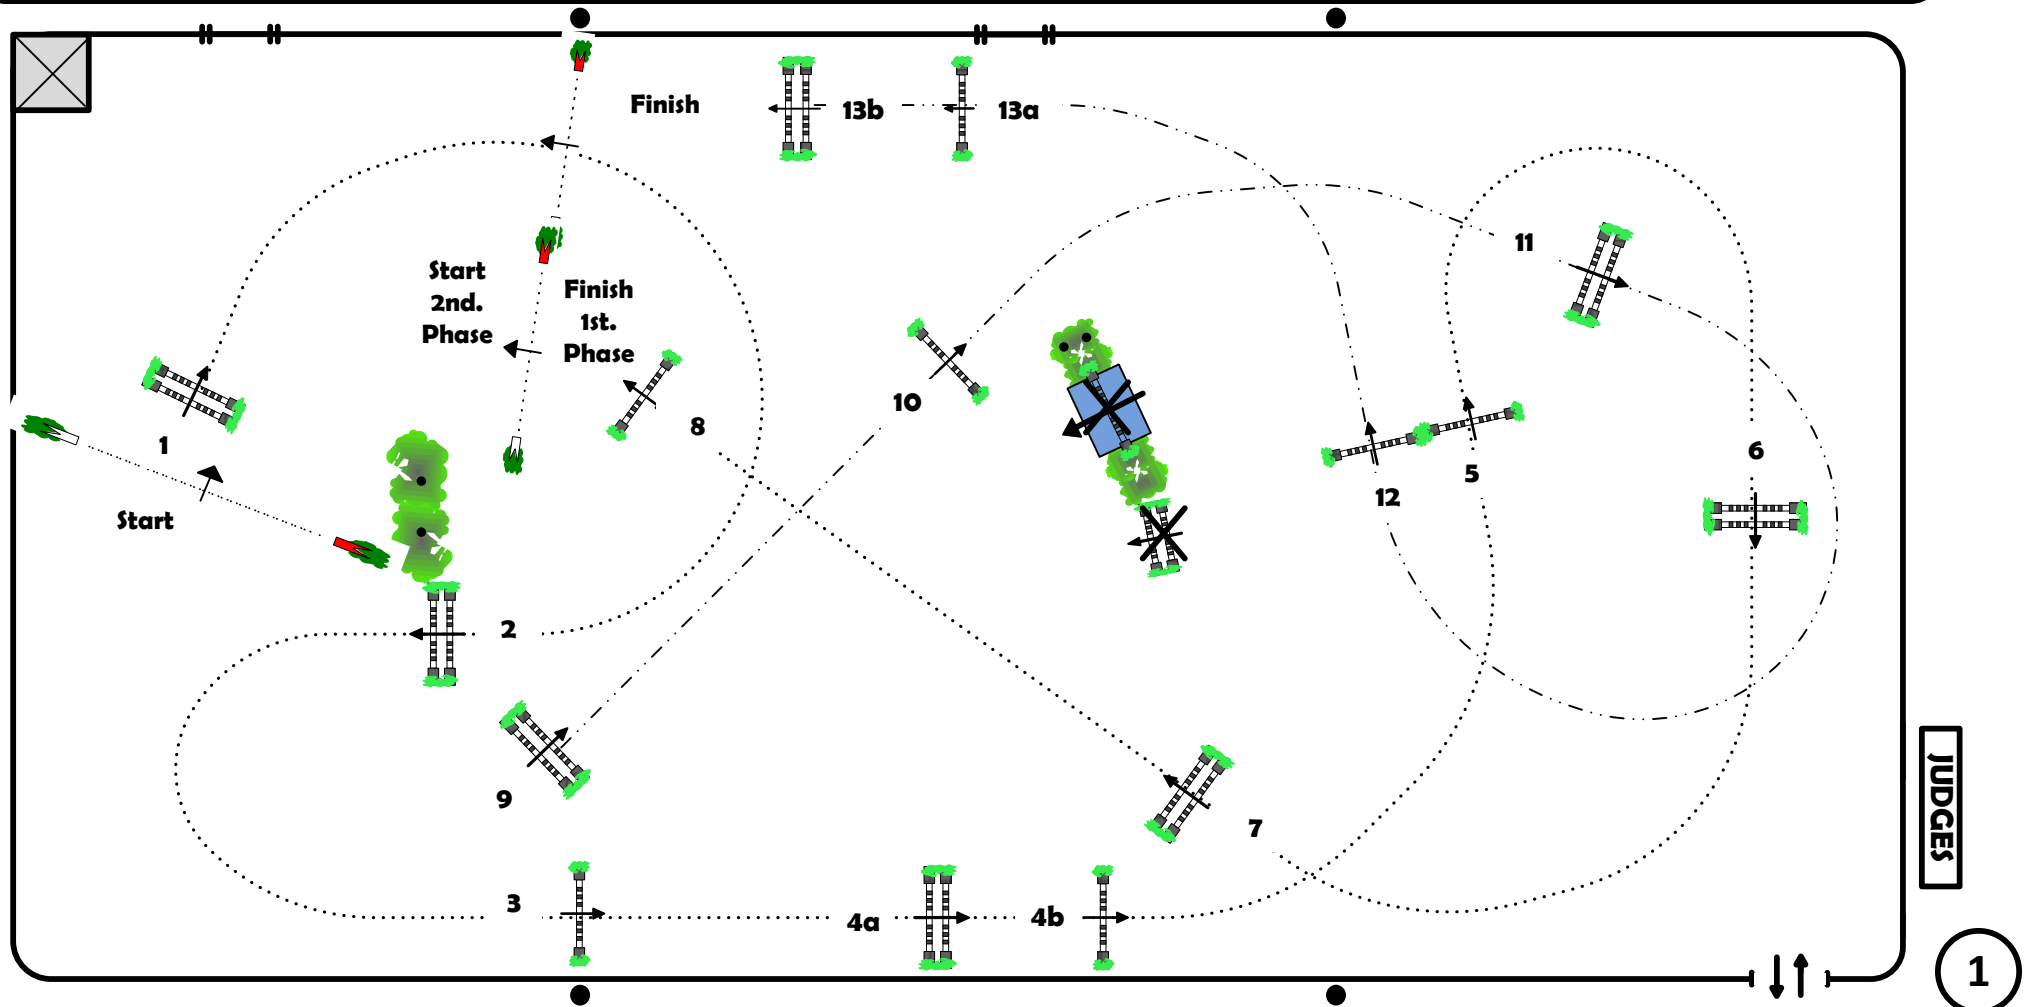 Finish
13b
13a
11
Start
2nd.
Phase
Finish
1st.
Phase
1
8
10
6
5
12
Start
2
9
7
3
4a
4b
JUDGES
1